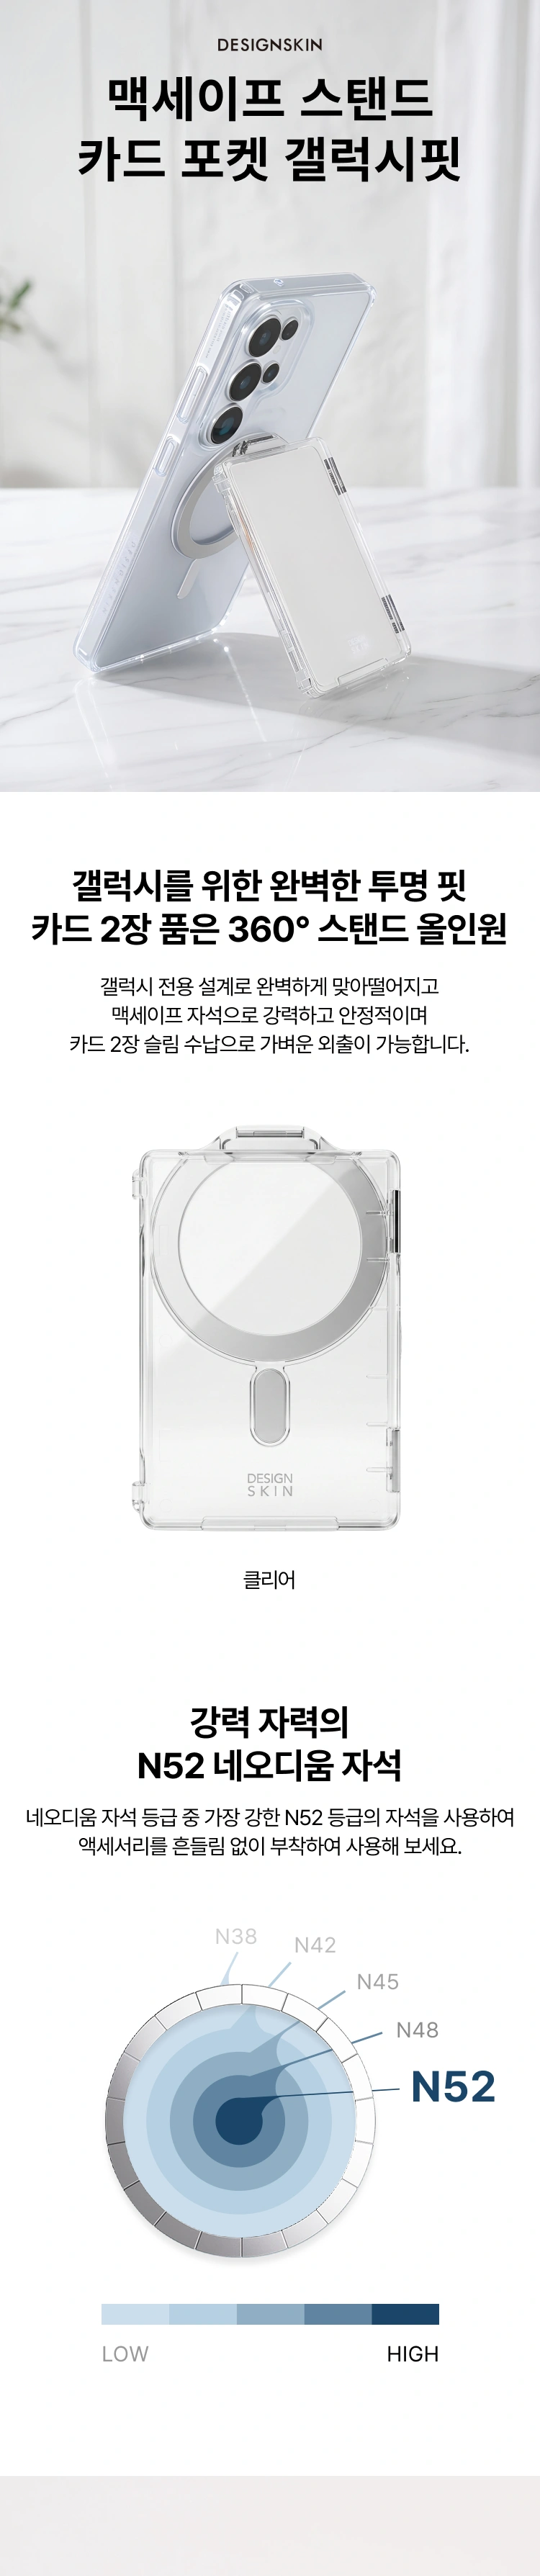 DESIGNSKIN
맥세이프 스탠드
카드 포켓 갤럭시핏
갤럭시를 위한 완벽한 투명 핏
카드 2장 품은 360° 스탠드 올인원
갤럭시 전용 설계로 완벽하게 맞아떨어지고
맥세이프 자석으로 강력하고 안정적이며
카드 2장 슬림 수납으로 가벼운 외출이 가능합니다.
DESIGN
SKIN
클리어
강력 자력의
N52 네오디움 자석
네오디움 자석 등급 중 가장 강한 N52 등급의 자석을 사용하여
액세서리를 흔들림 없이 부착하여 사용해 보세요.
N38
N42
N45
N48
N52
LOW
HIGH